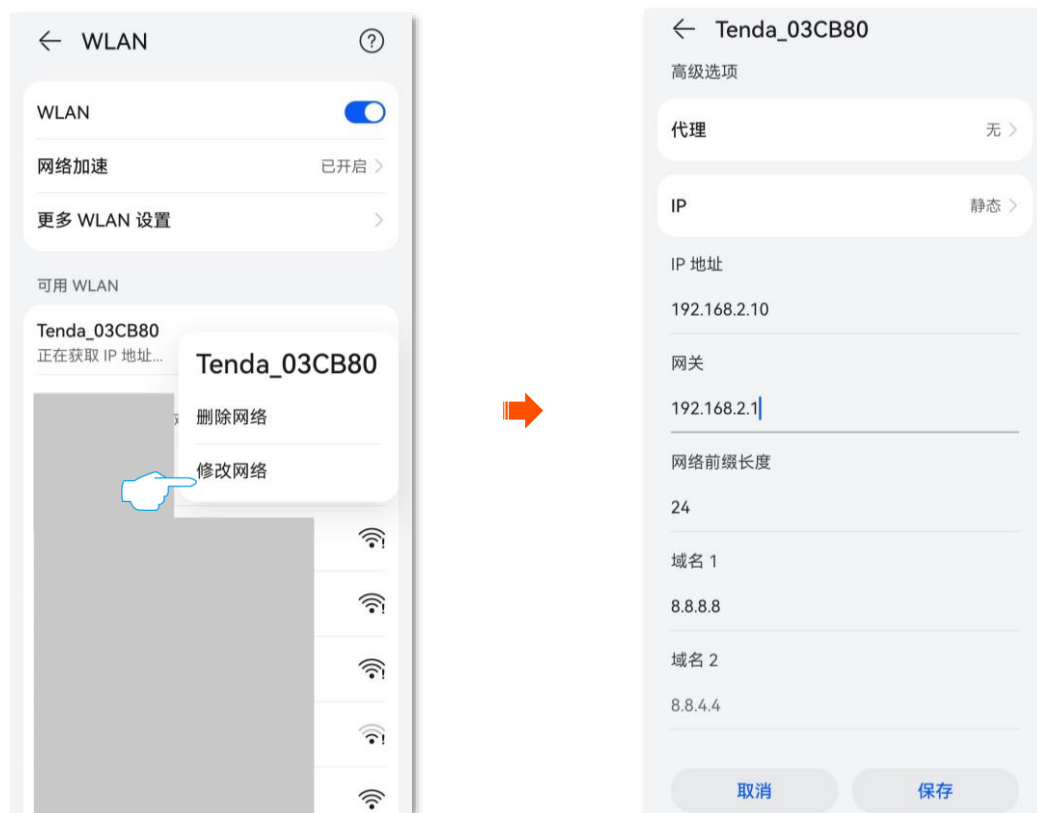 WLAN
WLAN
网络加速 已开启
更多 WLAN 设置
可用 WLAN
Tenda_03CB80
正在获取 IP 地址...
Tenda_03CB80
删除网络
修改网络
Tenda_03CB80
高级选项
代理 无
IP 静态
IP 地址
192.168.2.10
网关
192.168.2.1
网络前缀长度
24
域名 1
8.8.8.8
域名 2
8.8.4.4
取消 保存